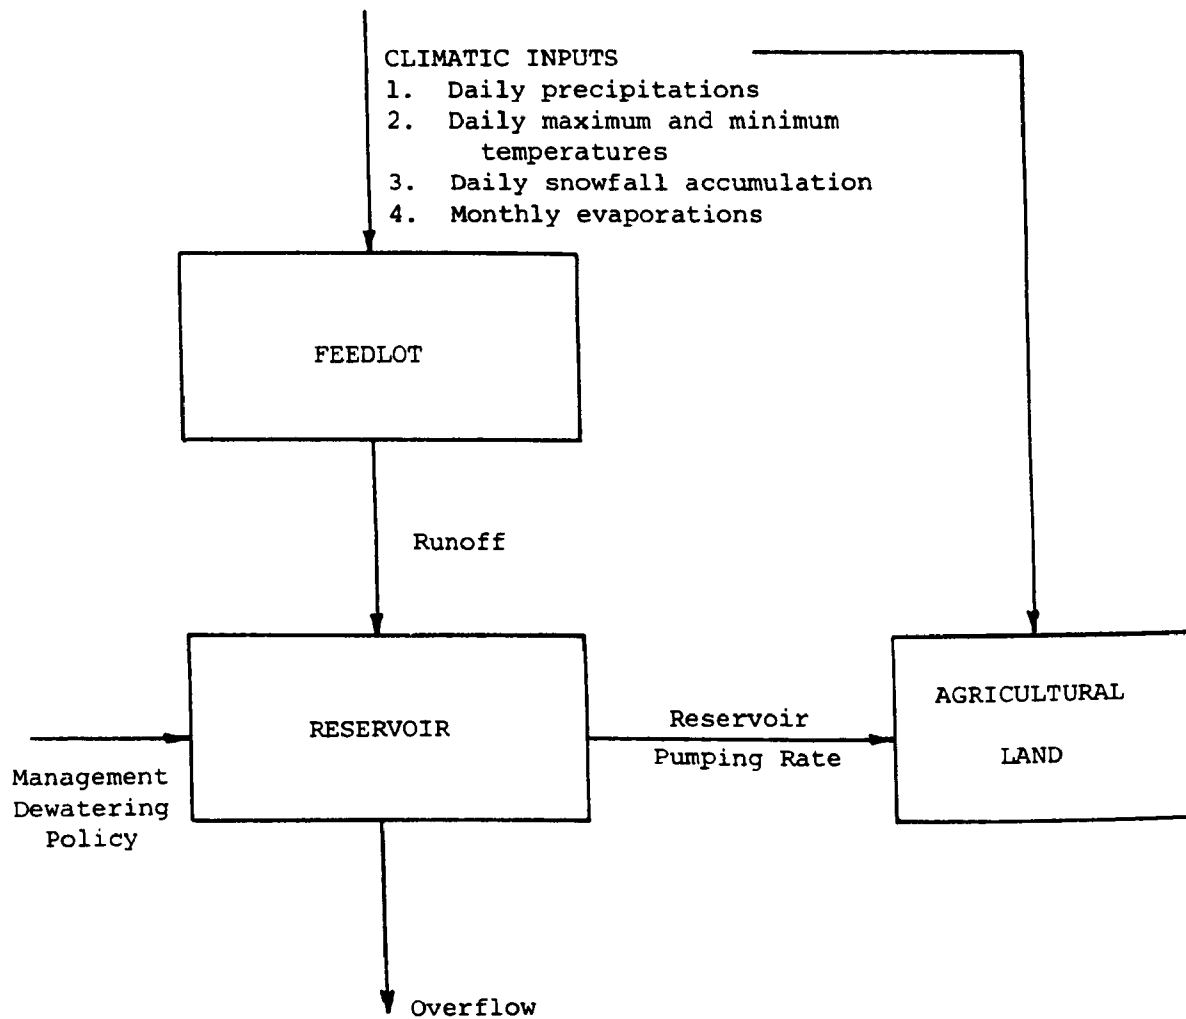 CLIMATIC INPUTS
1. Daily precipitations
2. Daily maximum and minimum
temperatures
3. Daily snowfall accumulation
4. Monthly evaporations
FEEDLOT
Runoff
RESERVOIR
Reservoir
Pumping Rate
AGRICULTURAL
LAND
Management
Dewatering
Policy
Overflow